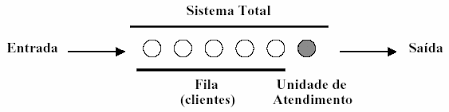 Sistema Total
Entrada
Saída
Fila
(clientes)
Unidade de
Atendimento